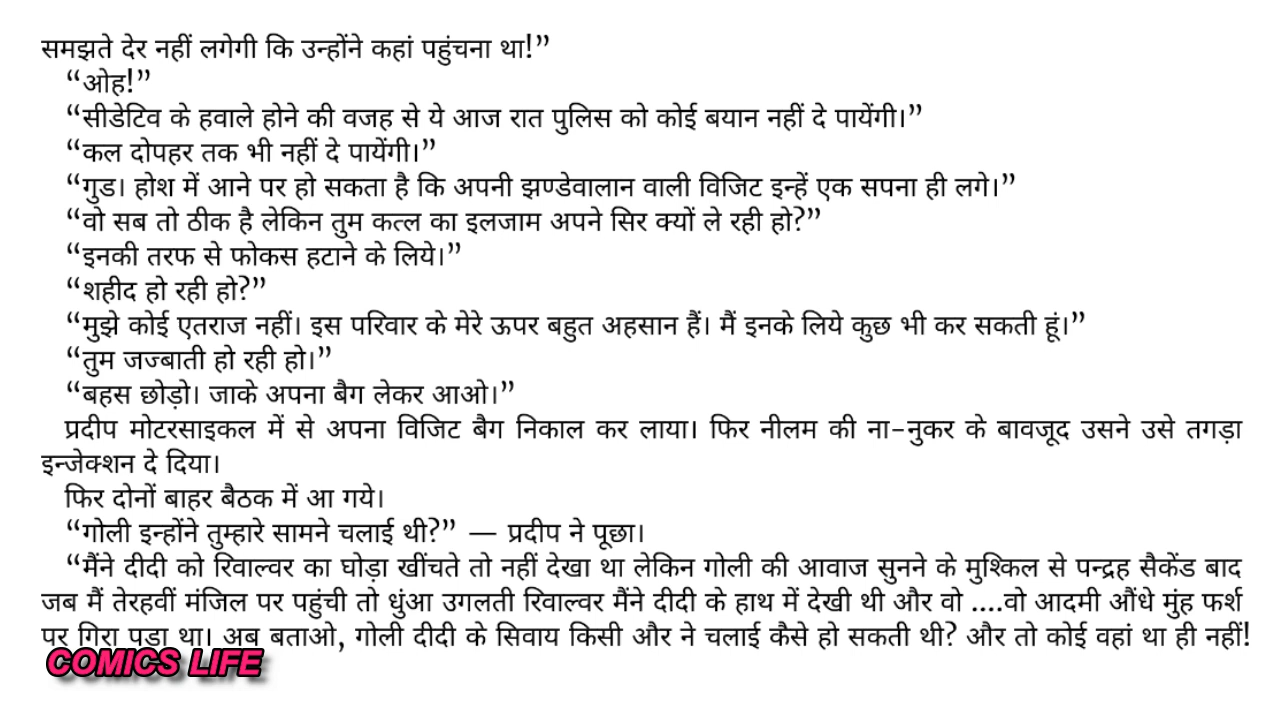 समझते देर नहीं लगेगी कि उन्होंने कहां पहुंचना था!”
“ओह!”
“सीडेटिव के हवाले होने की वजह से ये आज रात पुलिस को कोई बयान नहीं दे पायेंगी।”
“कल दोपहर तक भी नहीं दे पायेंगी।”
“गुड। होश में आने पर हो सकता है कि अपनी झण्डेवालान वाली विजिट इन्हें एक सपना ही लगे।”
“वो सब तो ठीक है लेकिन तुम कत्ल का इलजाम अपने सिर क्यों ले रही हो?”
“इनकी तरफ से फोकस हटाने के लिये।”
“शहीद हो रही हो?”
“मुझे कोई एतराज नहीं। इस परिवार के मेरे ऊपर बहुत अहसान हैं। मैं इनके लिये कुछ भी कर सकती हूं।”
“तुम जज्बाती हो रही हो।”
“बहस छोड़ो। जाके अपना बैग लेकर आओ।”
प्रदीप मोटरसाइकल में से अपना विजिट बैग निकाल कर लाया। फिर नीलम की ना-नुकर के बावजूद उसने उसे तगड़ा
इन्जेक्शन दे दिया।
फिर दोनों बाहर बैठक में आ गये।
“गोली इन्होंने तुम्हारे सामने चलाई थी?” — प्रदीप ने पूछा।
“मैंने दीदी को रिवाल्वर का घोड़ा खींचते तो नहीं देखा था लेकिन गोली की आवाज सुनने के मुश्किल से पन्द्रह सैकेंड बाद
जब मैं तेरहवीं मंजिल पर पहुंची तो धुंआ उगलती रिवाल्वर मैंने दीदी के हाथ में देखी थी और वो ....वो आदमी औंधे मुंह फर्श
पर गिरा पड़ा था। अब बताओ, गोली दीदी के सिवाय किसी और ने चलाई कैसे हो सकती थी? और तो कोई वहां था ही नहीं!
COMICS LIFE